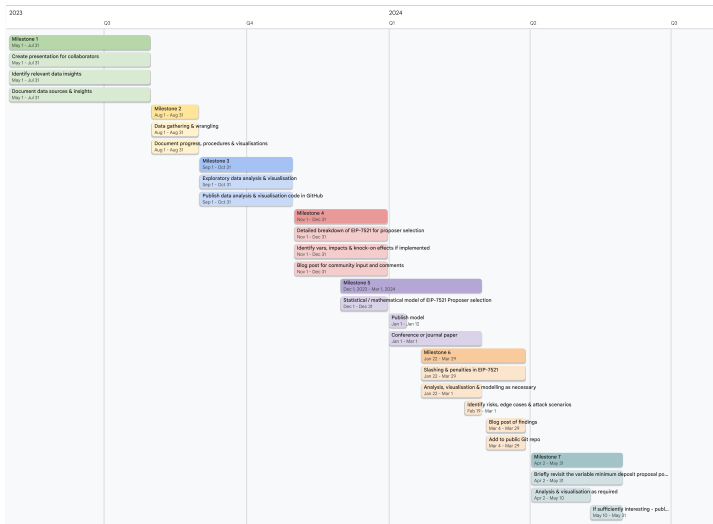 2023
2024
Q3
Q4
Q1
Q2
Q3
Milestone 1
May 1 - Jul 31
Create presentation for collaborators
May 1 - Jul 31
Identify relevant data insights
May 1 - Jul 31
Document data sources & insights
May 1 - Jul 31
Milestone 2
Aug 1 - Aug 31
Data gathering & wrangling
Aug 1 - Aug 31
Document progress, procedures & visualisations
Aug 1 - Aug 31
Milestone 3
Sep 1 - Oct 31
Exploratory data analysis & visualisation
Sep 1 - Oct 31
Publish data analysis & visualisation code in GitHub
Sep 1 - Oct 31
Milestone 4
Nov 1 - Dec 31
Detailed breakdown of EIP-7521 for proposer selection
Nov 1 - Dec 31
Identify vars, impacts & knock-on effects if implemented
Nov 1 - Dec 31
Blog post for community input and comments
Nov 1 - Dec 31
Milestone 5
Dec 1, 2023 - Mar 1, 2024
Statistical / mathematical model of EIP-7521 Proposer selection
Dec 1 - Dec 31
Publish model
Jan 1 - Jan 12
Conference or journal paper
Jan 1 - Mar 1
Milestone 6
Jan 22 - Mar 29
Slashing & penalties in EIP-7521
Jan 22 - Mar 29
Analysis, visualisation & modelling as necessary
Jan 22 - Mar 1
Identify risks, edge cases & attack scenarios
Feb 19 - Mar 1
Blog post of findings
Mar 4 - Mar 29
Add to public Git repo
Mar 4 - Mar 29
Milestone 7
Apr 2 - May 31
Briefly revisit the variable minimum deposit proposal po...
Apr 2 - May 31
Analysis & visualisation as required
Apr 2 - May 10
If sufficiently interesting - publ...
May 10 - May 31